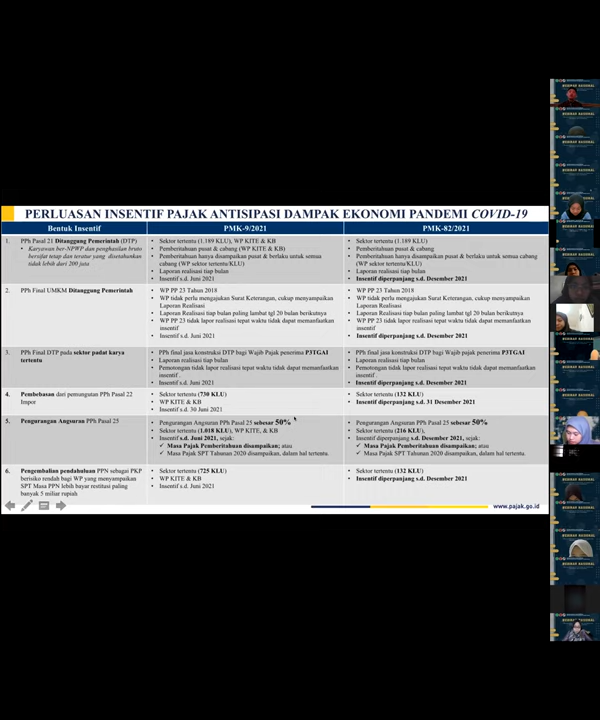 PERLUASAN INSENTIF PAJAK ANTISIPASI DAMPAK EKONOMI PANDEMI COVID-19
Bentuk Insentif PMK-9/2021 PMK-82/2021
1. PPh Pasal 21 Ditanggung Pemerintah (DTP)
• Karyawan ber-NPWP dan penghasilan bruto
bersifat tetap dan teratur yang disetahunkan
tidak lebih dari 200 juta
• Sektor tertentu (1.189 KLU), WP KITE & KB
• Pemberitahuan pusat & cabang (WP KITE & KB)
• Pemberitahuan hanya disampaikan pusat & berlaku untuk semua
cabang (WP sektor tertentu/KLU)
• Laporan realisasi tiap bulan
• Insentif s.d. Juni 2021
• Sektor tertentu (1.189 KLU)
• Pemberitahuan pusat & cabang
• Pemberitahuan hanya disampaikan pusat & berlaku untuk semua cabang
(WP sektor tertentu/KLU)
• Laporan realisasi tiap bulan
• Insentif diperpanjang s.d. Desember 2021
2. PPh Final UMKM Ditanggung Pemerintah
• WP PP 23 Tahun 2018
• WP tidak perlu mengajukan Surat Keterangan, cukup menyampaikan
Laporan Realisasi
• Laporan Realisasi tiap bulan paling lambat tgl 20 bulan berikutnya
• WP PP 23 tidak lapor realisasi tepat waktu tidak dapat memanfaatkan
insentif
• Insentif s.d. Juni 2021
• WP PP 23 Tahun 2018
• WP tidak perlu mengajukan Surat Keterangan, cukup menyampaikan
Laporan Realisasi
• Laporan Realisasi tiap bulan paling lambat tgl 20 bulan berikutnya
• WP PP 23 tidak lapor realisasi tepat waktu tidak dapat memanfaatkan
insentif
• Insentif diperpanjang s.d. Desember 2021
3. PPh Final DTP pada sektor padat karya
tertentu
• PPh final jasa konstruksi DTP bagi Wajib Pajak penerima P3TGAI
• Laporan realisasi tiap bulan
• Pemotongan tidak lapor realisasi tepat waktu tidak dapat memanfaatkan
insentif .
• Insentif s.d. Juni 2021
• PPh final jasa konstruksi DTP bagi Wajib pajak penerima P3TGAI
• Laporan realisasi tiap bulan
• Pemotongan tidak lapor realisasi tepat waktu tidak dapat memanfaatkan
insentif .
• Insentif diperpanjang s.d. Desember 2021
4. Pembebasan dari pemungutan PPh Pasal 22
Impor
• Sektor tertentu (730 KLU)
• WP KITE & KB
• Insentif s.d. 30 Juni 2021
• Sektor tertentu (132 KLU)
• Insentif diperpanjang s.d. 31 Desember 2021
5. Pengurangan Angsuran PPh Pasal 25
• Pengurangan Angsuran PPh Pasal 25 sebesar 50%
• Sektor tertentu (1.018 KLU), WP KITE, & KB
• Insentif s.d. Juni 2021, sejak:
✓ Masa Pajak Pemberitahuan disampaikan; atau
✓ Masa Pajak SPT Tahunan 2020 disampaikan, dalam hal tertentu.
• Pengurangan Angsuran PPh Pasal 25 sebesar 50%
• Sektor tertentu (216 KLU),
• Insentif diperpanjang s.d. Desember 2021, sejak:
✓ Masa Pajak Pemberitahuan disampaikan; atau
✓ Masa Pajak SPT Tahunan 2020 disampaikan, dalam hal tertentu.
6. Pengembalian pendahuluan PPN sebagai PKP
berisiko rendah bagi WP yang menyampaikan
SPT Masa PPN lebih bayar restitusi paling
banyak 5 miliar rupiah
• Sektor tertentu (725 KLU)
• WP KITE & KB
• Insentif s.d. Juni 2021
• Sektor tertentu (132 KLU)
• Insentif diperpanjang s.d. Desember 2021
www.pajak.go.id